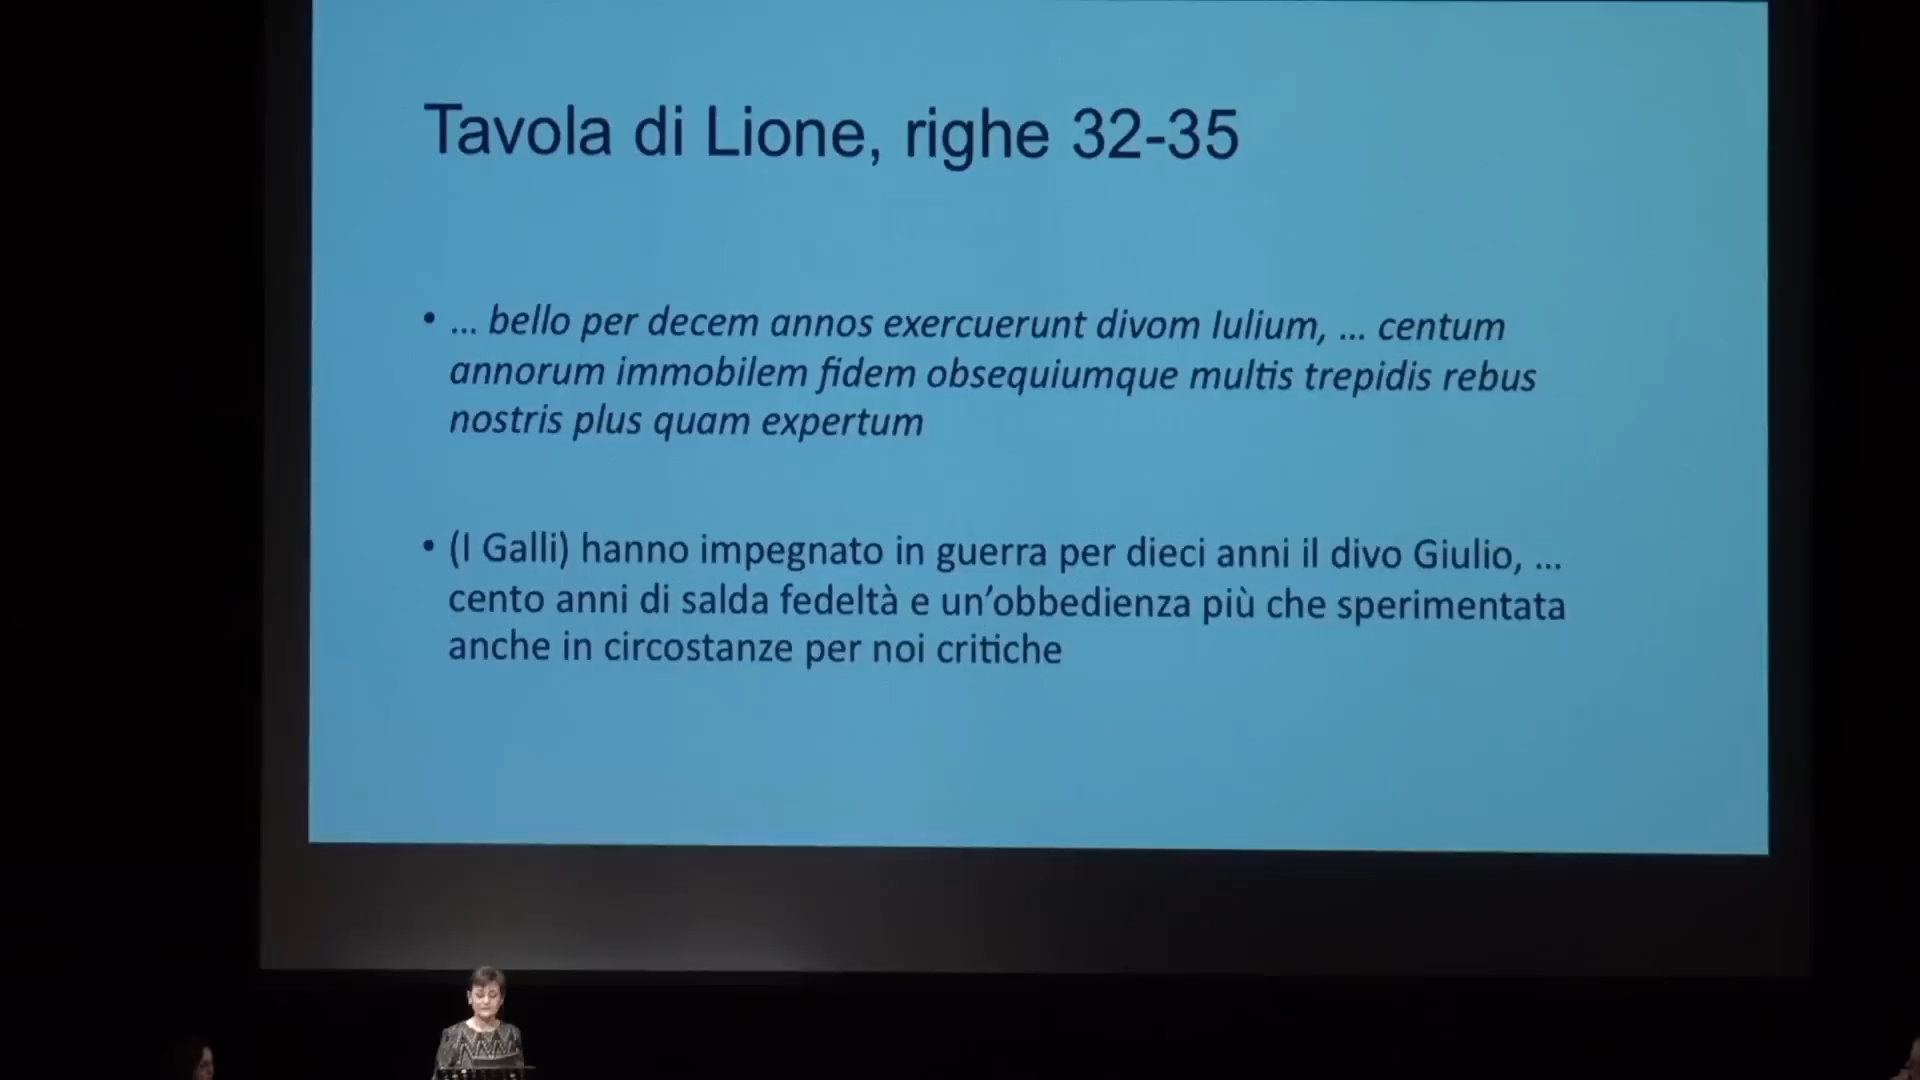 Tavola di Lione, righe 32-35
• ... bello per decem annos exercuerunt divom Iulium, ... centum
annorum immobilem fidem obsequiumque multis trepidis rebus
nostris plus quam expertum
• (I Galli) hanno impegnato in guerra per dieci anni il divo Giulio, ...
cento anni di salda fedeltà e un’obbedienza più che sperimentata
anche in circostanze per noi critiche